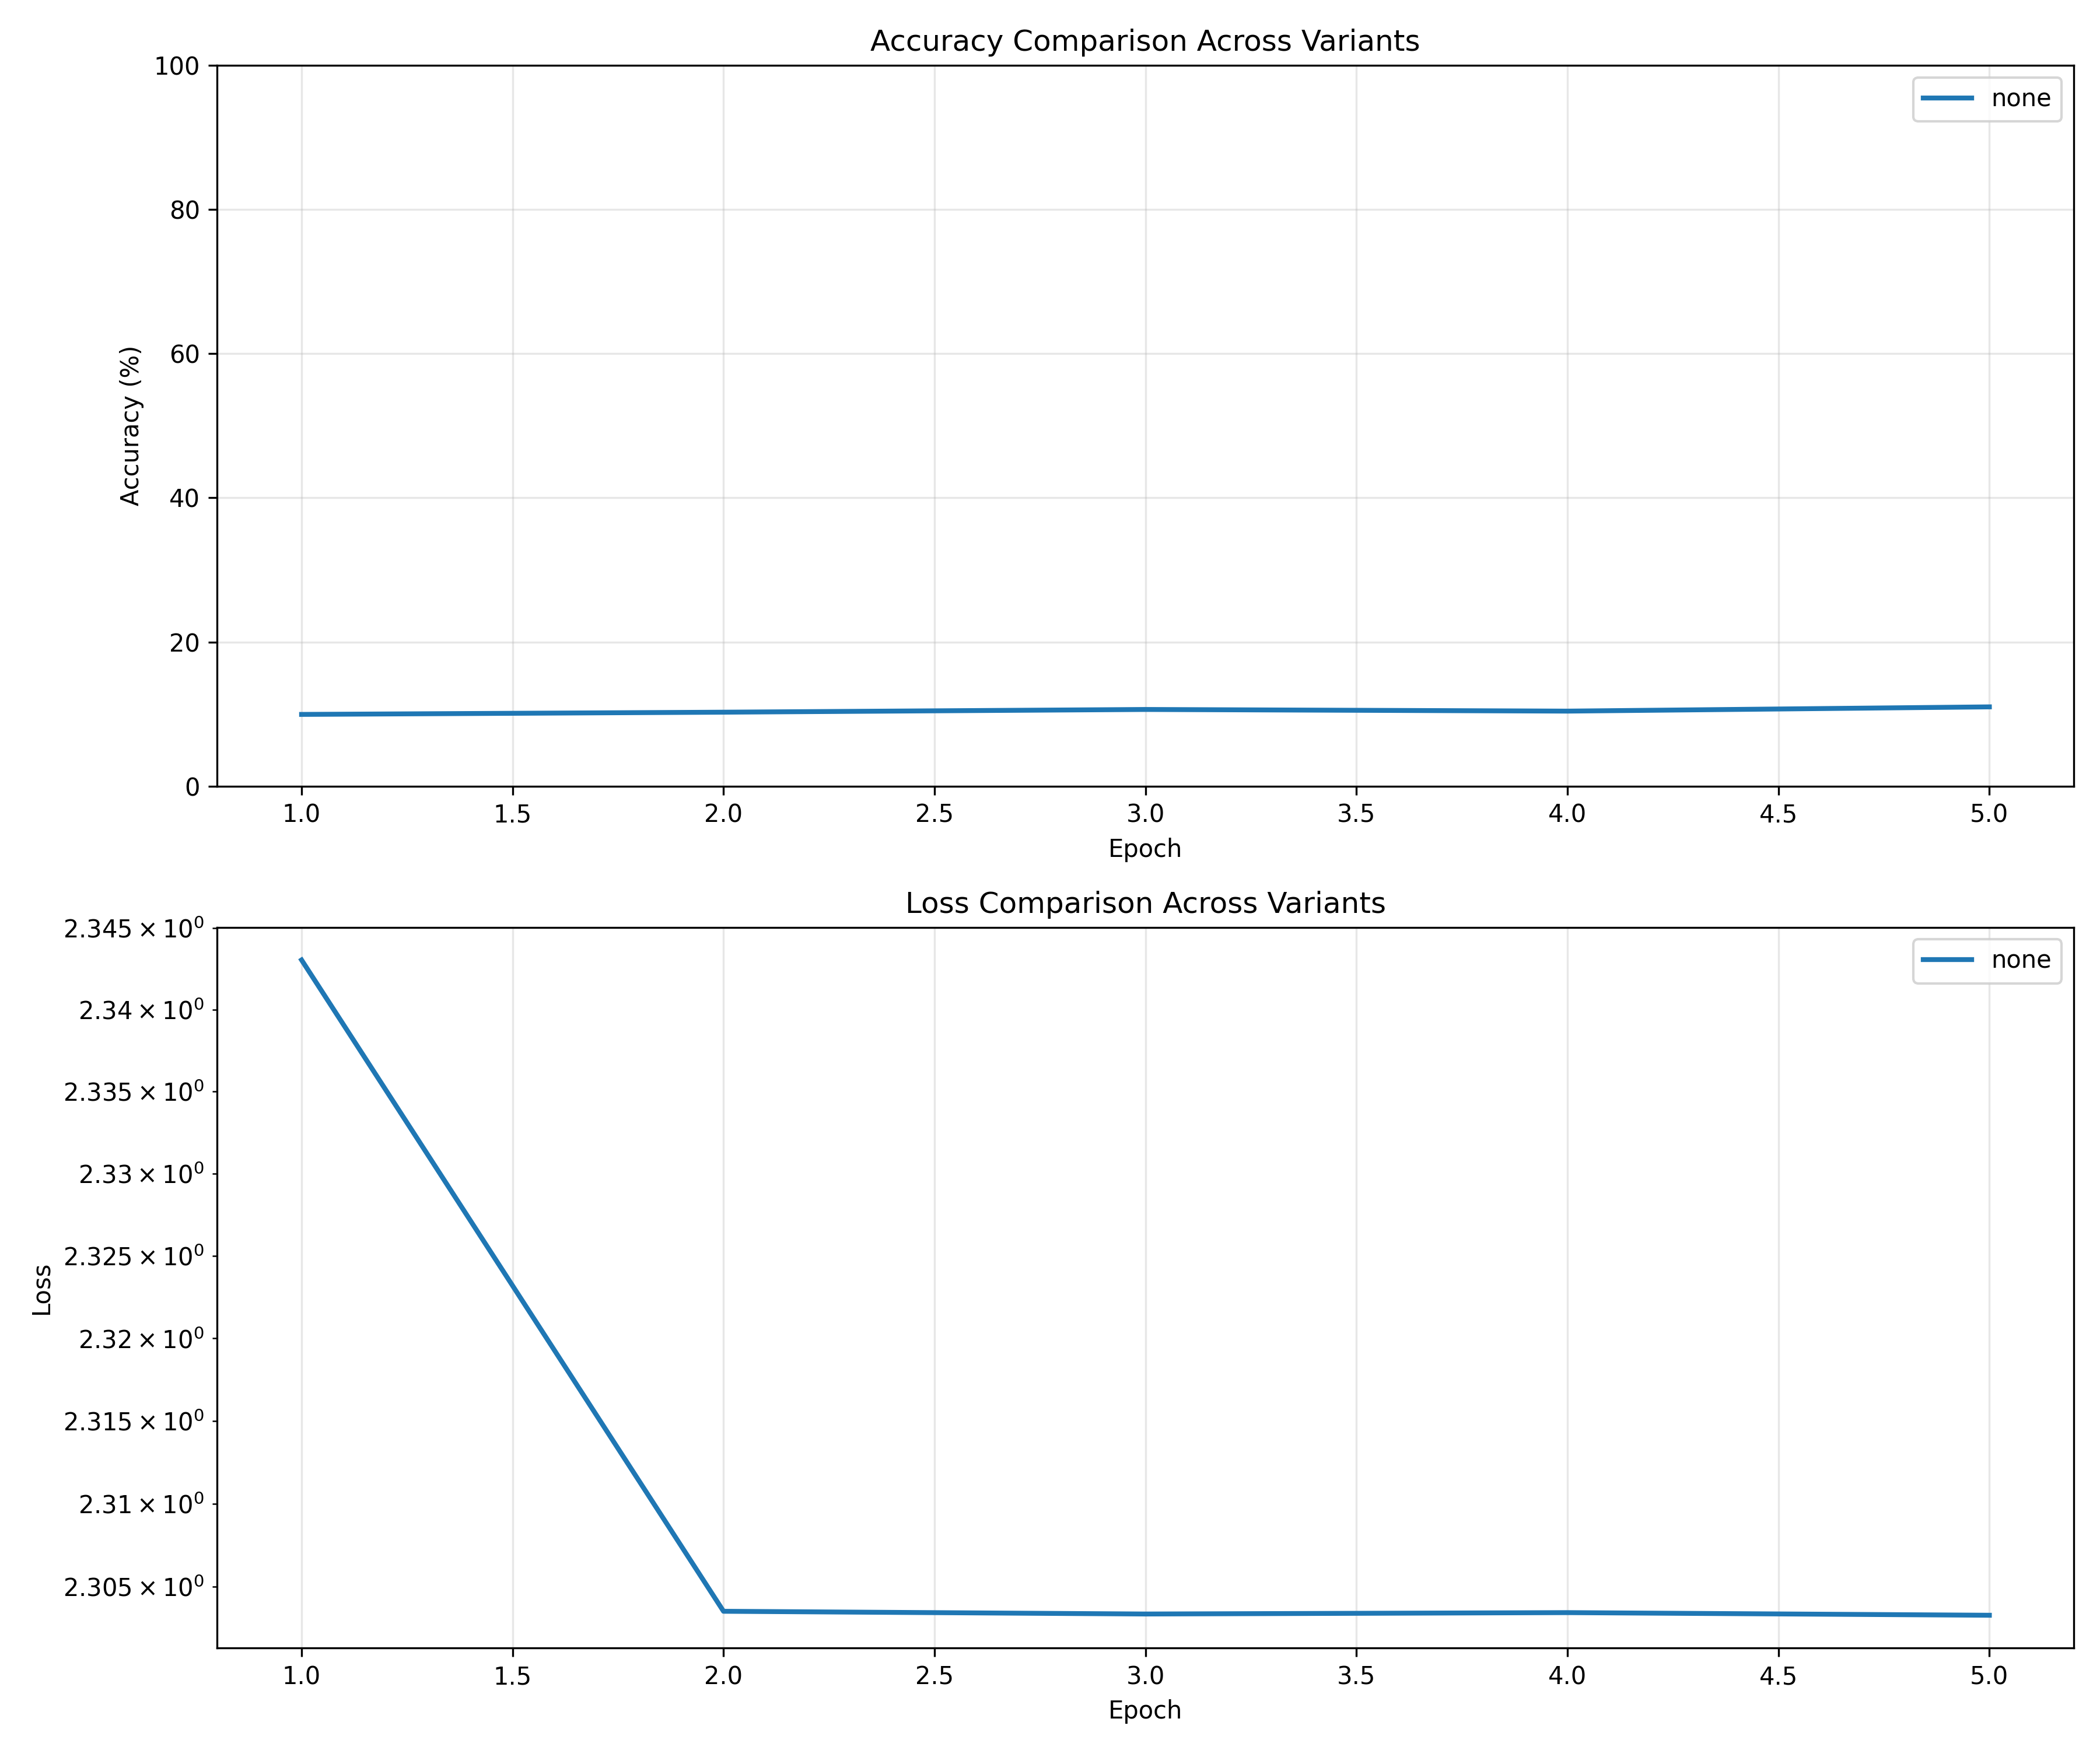 Accuracy Comparison Across Variants
100
80
60
40
20
0
Accuracy (%)
none
1.0 1.5 2.0 2.5 3.0 3.5 4.0 4.5 5.0
Epoch
Loss Comparison Across Variants
2.345 × 10⁰
2.34 × 10⁰
2.335 × 10⁰
2.33 × 10⁰
2.325 × 10⁰
2.32 × 10⁰
2.315 × 10⁰
2.31 × 10⁰
2.305 × 10⁰
Loss
none
1.0 1.5 2.0 2.5 3.0 3.5 4.0 4.5 5.0
Epoch